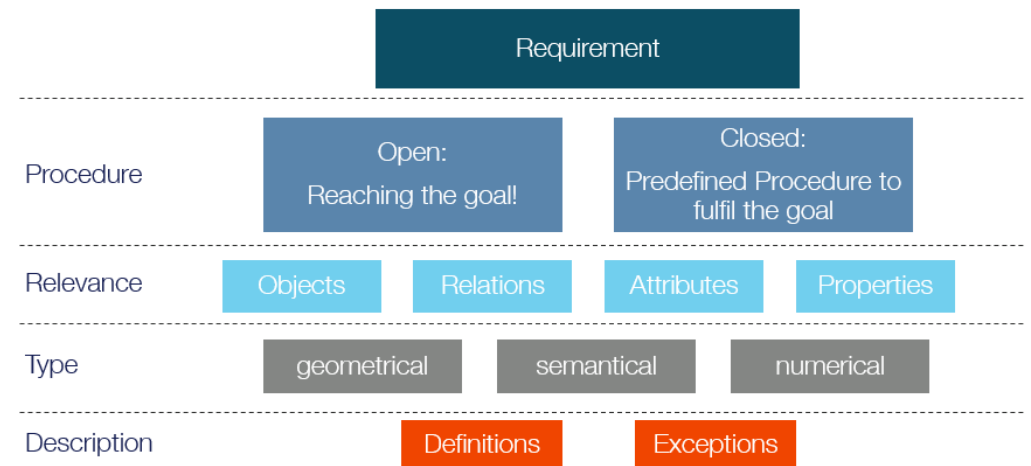 Requirement
Procedure
Open:
Reaching the goal!
Closed:
Predefined Procedure to
fulfil the goal
Relevance
Objects
Relations
Attributes
Properties
Type
geometrical
semantical
numerical
Description
Definitions
Exceptions